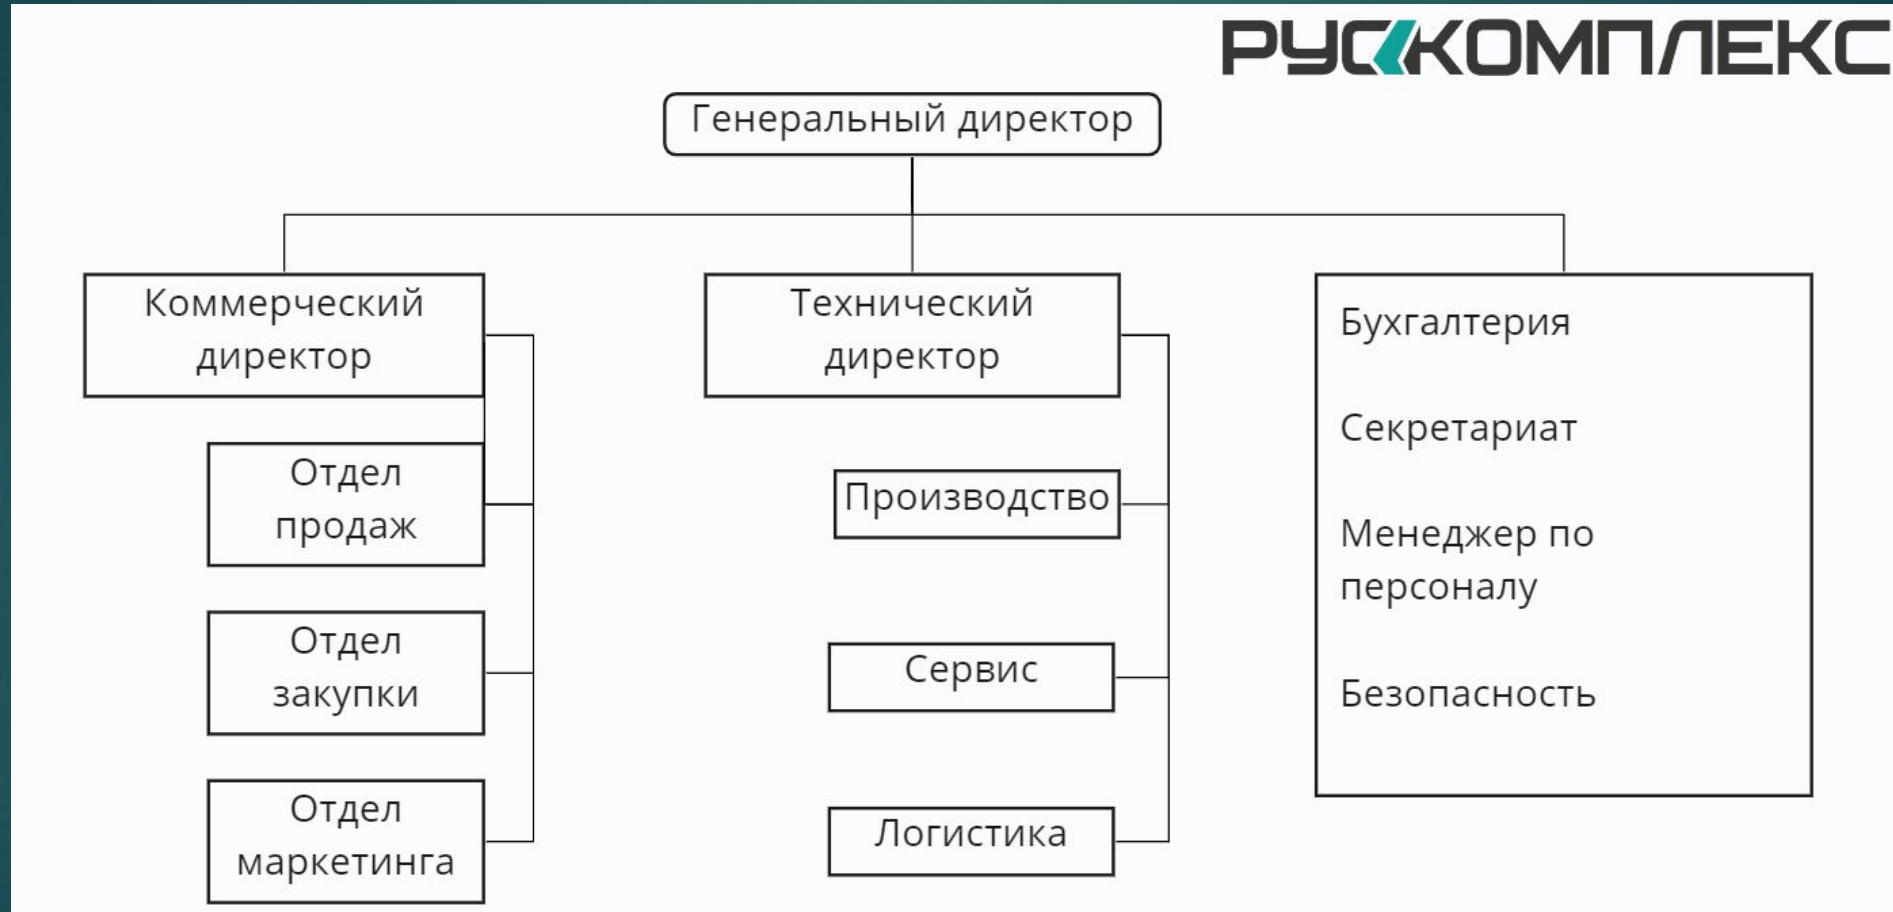 РУСКОМПЛЕКС
Генеральный директор
Коммерческий
директор
Отдел
продаж
Отдел
закупки
Отдел
маркетинга
Технический
директор
Производство
Сервис
Логистика
Бухгалтерия
Секретариат
Менеджер по
персоналу
Безопасность